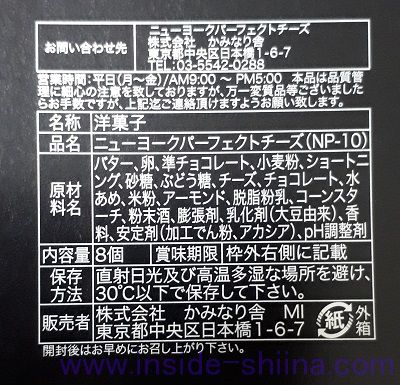 お問い合わせ先
ニューヨークパーフェクトチーズ
株式会社 かみなり舎
東京都中央区日本橋1-6-7
TEL:03-5542-0288
営業時間:平日(月〜金)/AM9:00 〜 PM5:00 本品は品質管
理に細心の注意を致しておりますが、万一変質品等ございました
らお手数ですが、上記迄ご連絡頂けますようお願い致します。
名称 洋菓子
品名 ニューヨークパーフェクトチーズ(NP-10)
原材料名
バター、卵、準チョコレート、小麦粉、ショートニ
ング、砂糖、ぶどう糖、チーズ、チョコレート、水
あめ、米粉、アーモンド、脱脂粉乳、コーンスタ
ーチ、粉末酒、膨張剤、乳化剤(大豆由来)、香
料、安定剤(加工でん粉、アカシア)、pH調整剤
内容量 8個 賞味期限 枠外右側に記載
保存方法
直射日光及び高温多湿な場所を避け、
30℃以下で保存して下さい。
販売者
株式会社 かみなり舎 MI
東京都中央区日本橋1-6-7
紙 外箱
開封後はお早めにお召し上がり下さい。
www.inside-shiina.com